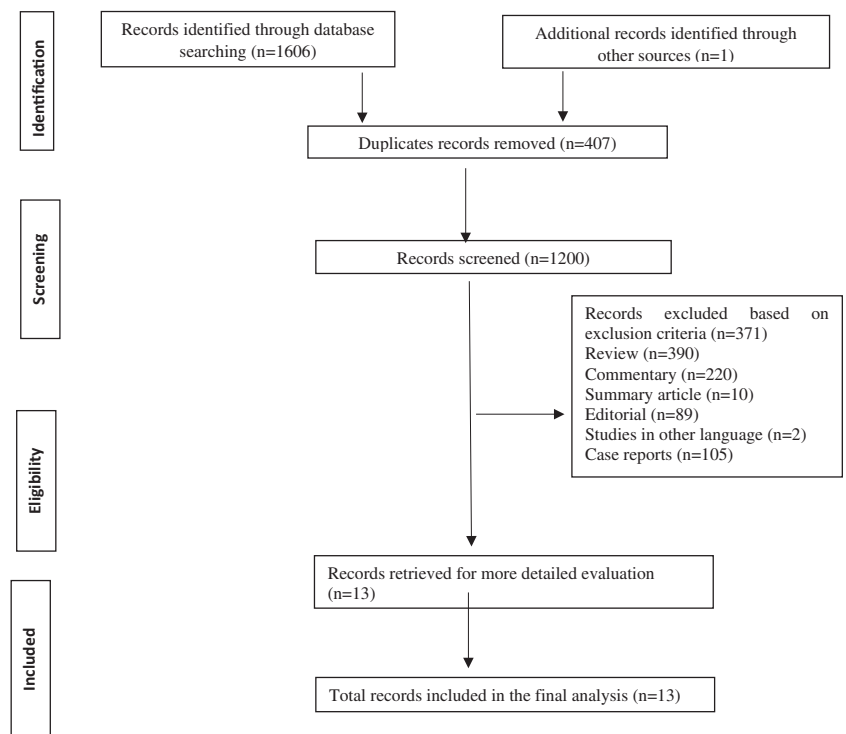 Identification
Records identified through database
searching (n=1606)
Additional records identified through
other sources (n=1)
Duplicates records removed (n=407)
Screening
Records screened (n=1200)
Records excluded based on
exclusion criteria (n=371)
Review (n=390)
Commentary (n=220)
Summary article (n=10)
Editorial (n=89)
Studies in other language (n=2)
Case reports (n=105)
Eligibility
Records retrieved for more detailed evaluation
(n=13)
Included
Total records included in the final analysis (n=13)